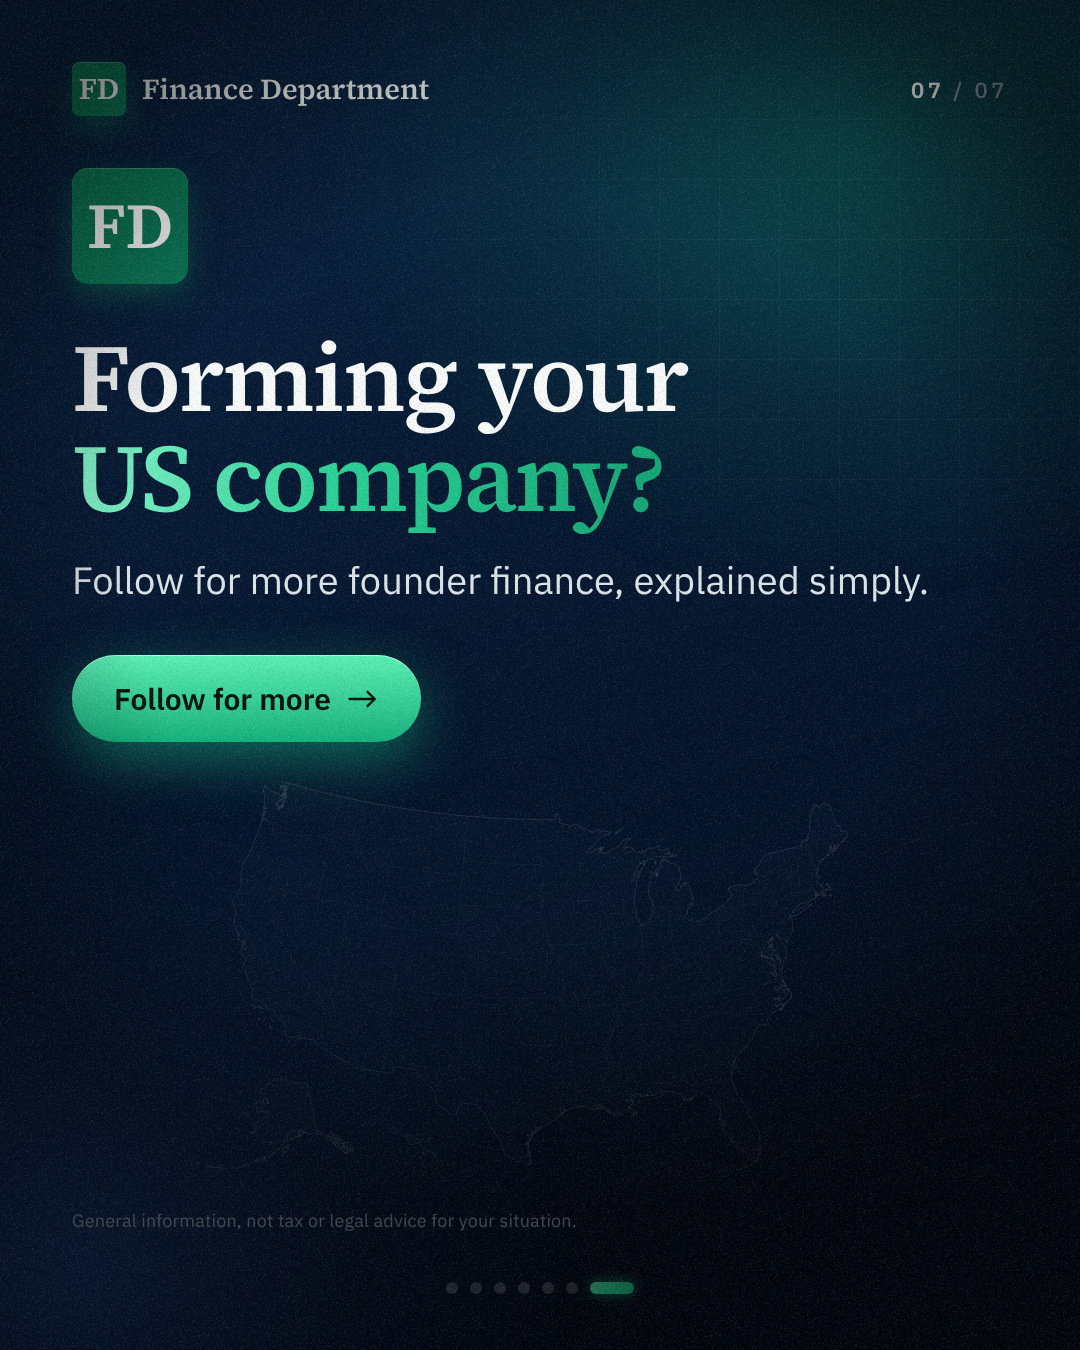 FD Finance Department
07 / 07
FD
Forming your
US company?
Follow for more founder finance, explained simply.
Follow for more →
General information, not tax or legal advice for your situation.